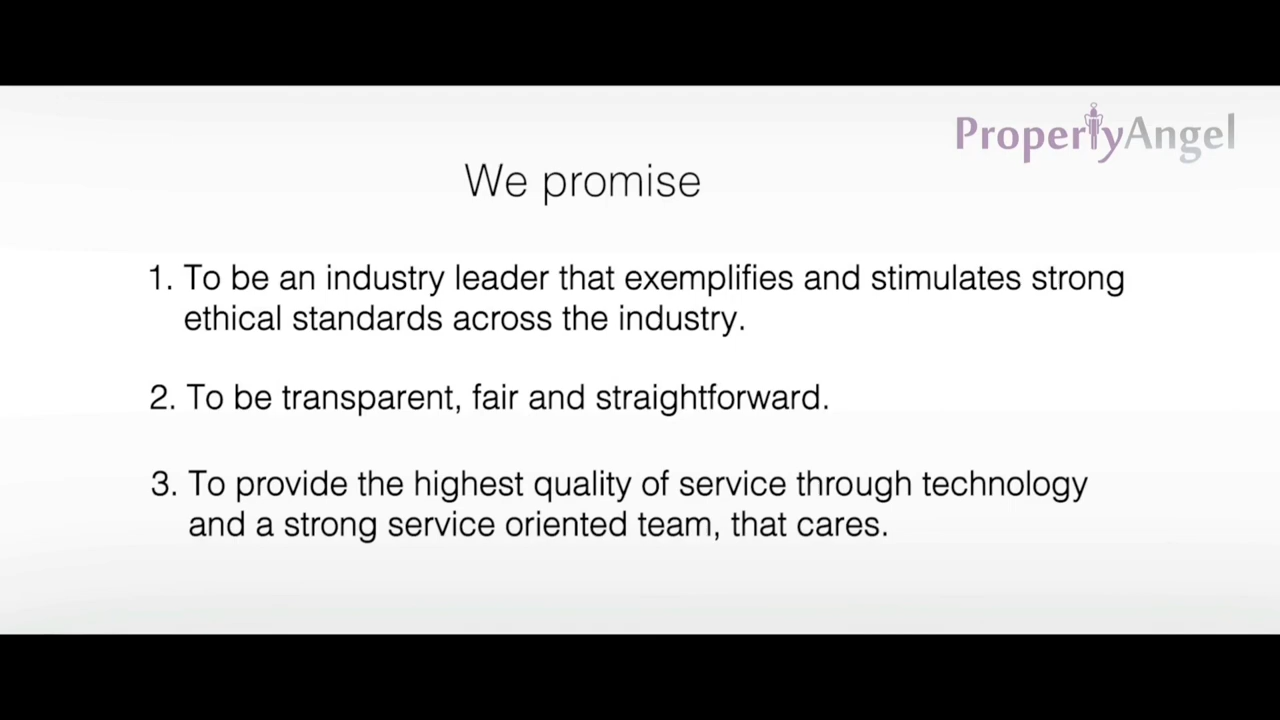 PropertyAngel
We promise
1. To be an industry leader that exemplifies and stimulates strong
ethical standards across the industry.
2. To be transparent, fair and straightforward.
3. To provide the highest quality of service through technology
and a strong service oriented team, that cares.